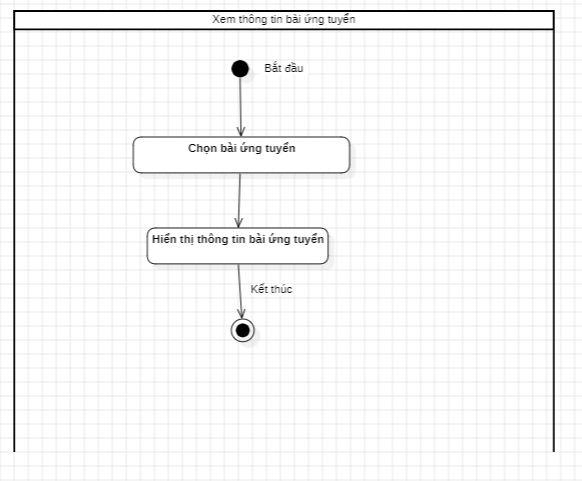 Xem thông tin bài ứng tuyển
Bắt đầu
Chọn bài ứng tuyển
Hiển thị thông tin bài ứng tuyển
Kết thúc